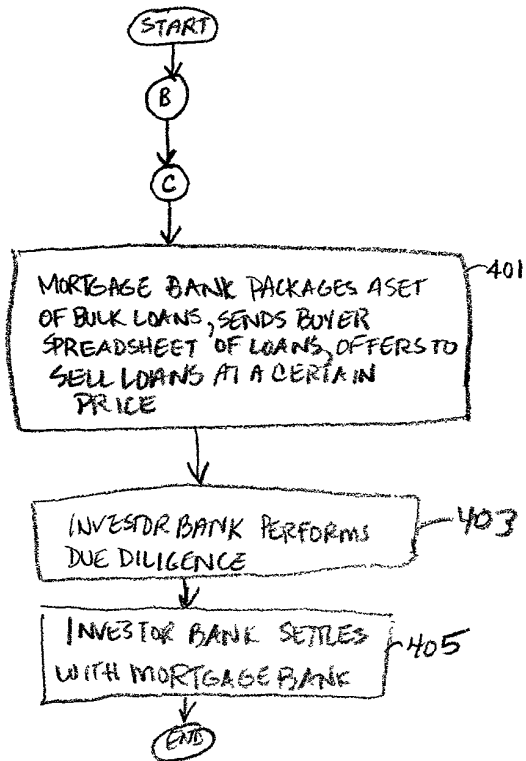 START
B
C
MORTGAGE BANK PACKAGES A SET
OF BULK LOANS, SENDS BUYER
SPREADSHEET OF LOANS, OFFERS TO
SELL LOANS AT A CERTAIN
PRICE
401
INVESTOR BANK PERFORMS
DUE DILIGENCE
403
INVESTOR BANK SETTLES
WITH MORTGAGE BANK
405
END